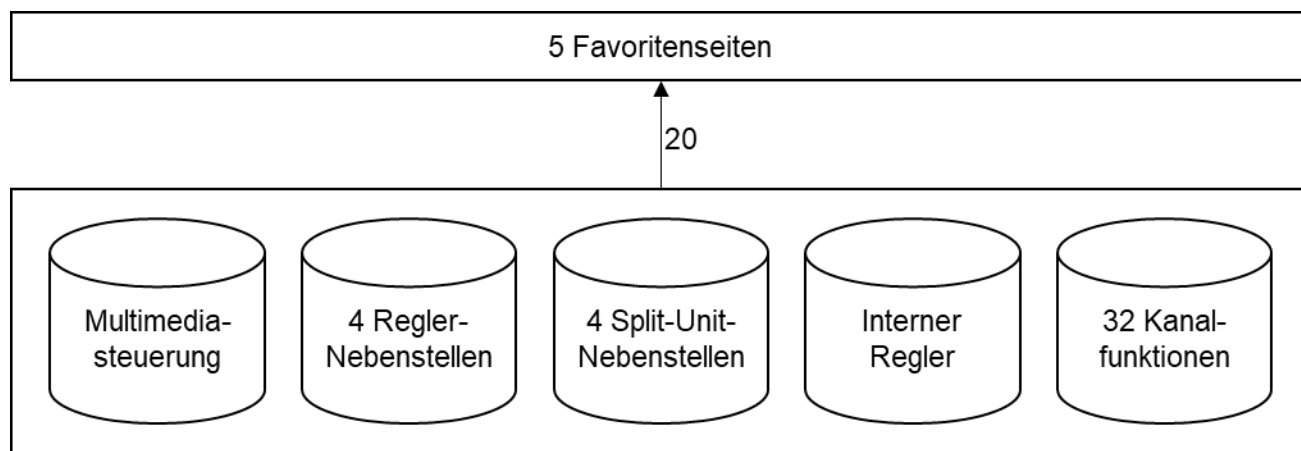 5 Favoritenseiten
20
Multimedia-
steuerung
4 Regler-
Nebenstellen
4 Split-Unit-
Nebenstellen
Interner
Regler
32 Kanal-
funktionen